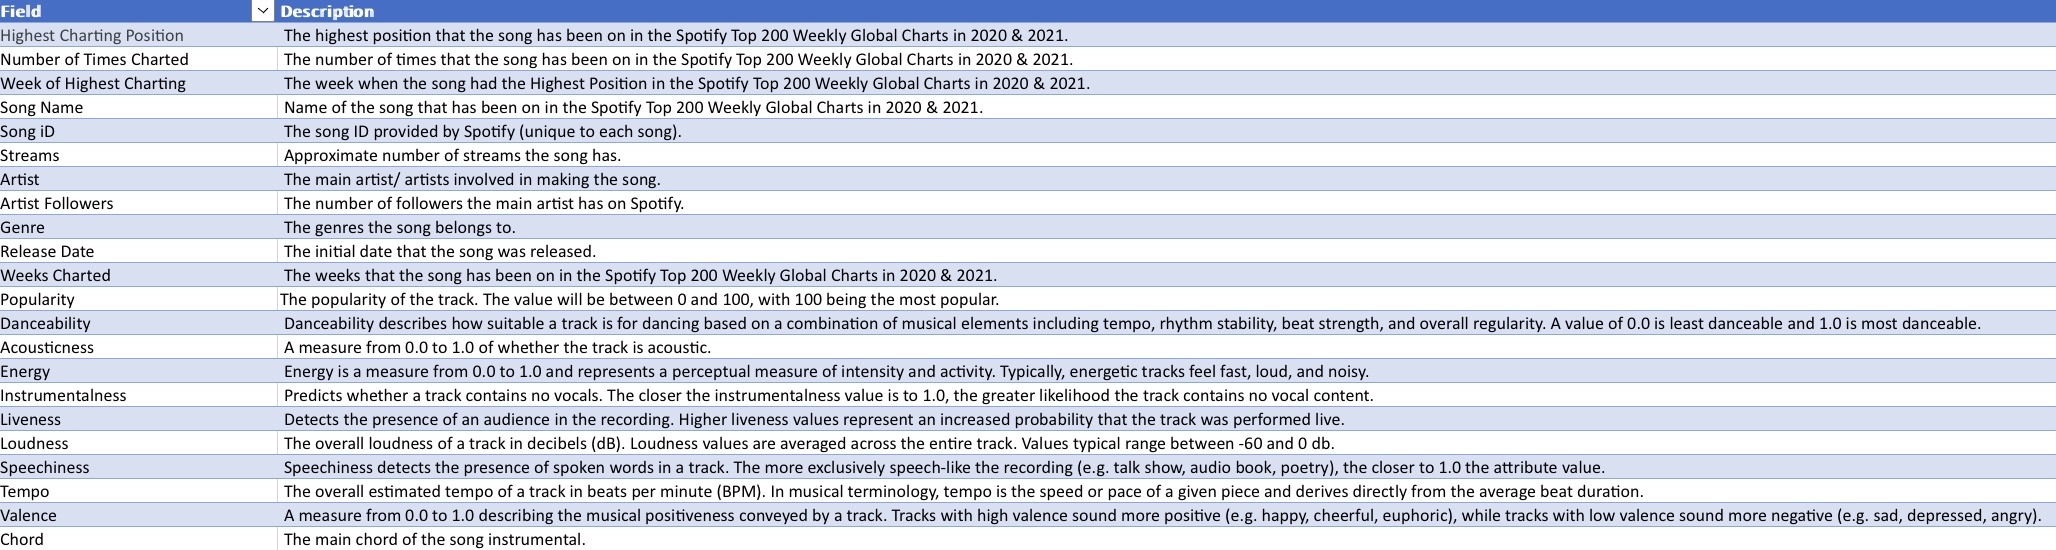 Field Description
Highest Charting Position The highest position that the song has been on in the Spotify Top 200 Weekly Global Charts in 2020 & 2021.
Number of Times Charted The number of times that the song has been on in the Spotify Top 200 Weekly Global Charts in 2020 & 2021.
Week of Highest Charting The week when the song had the Highest Position in the Spotify Top 200 Weekly Global Charts in 2020 & 2021.
Song Name Name of the song that has been on in the Spotify Top 200 Weekly Global Charts in 2020 & 2021.
Song iD The song ID provided by Spotify (unique to each song).
Streams Approximate number of streams the song has.
Artist The main artist/ artists involved in making the song.
Artist Followers The number of followers the main artist has on Spotify.
Genre The genres the song belongs to.
Release Date The initial date that the song was released.
Weeks Charted The weeks that the song has been on in the Spotify Top 200 Weekly Global Charts in 2020 & 2021.
Popularity The popularity of the track. The value will be between 0 and 100, with 100 being the most popular.
Danceability Danceability describes how suitable a track is for dancing based on a combination of musical elements including tempo, rhythm stability, beat strength, and overall regularity. A value of 0.0 is least danceable and 1.0 is most danceable.
Acousticness A measure from 0.0 to 1.0 of whether the track is acoustic.
Energy Energy is a measure from 0.0 to 1.0 and represents a perceptual measure of intensity and activity. Typically, energetic tracks feel fast, loud, and noisy.
Instrumentalness Predicts whether a track contains no vocals. The closer the instrumentalness value is to 1.0, the greater likelihood the track contains no vocal content.
Liveness Detects the presence of an audience in the recording. Higher liveness values represent an increased probability that the track was performed live.
Loudness The overall loudness of a track in decibels (dB). Loudness values are averaged across the entire track. Values typical range between -60 and 0 db.
Speechiness Speechiness detects the presence of spoken words in a track. The more exclusively speech-like the recording (e.g. talk show, audio book, poetry), the closer to 1.0 the attribute value.
Tempo The overall estimated tempo of a track in beats per minute (BPM). In musical terminology, tempo is the speed or pace of a given piece and derives directly from the average beat duration.
Valence A measure from 0.0 to 1.0 describing the musical positiveness conveyed by a track. Tracks with high valence sound more positive (e.g. happy, cheerful, euphoric), while tracks with low valence sound more negative (e.g. sad, depressed, angry).
Chord The main chord of the song instrumental.